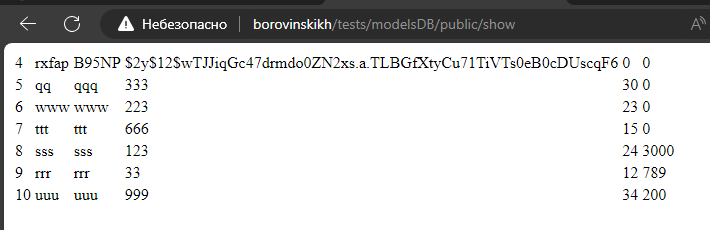 Небезопасно borovinskikh/tests/modelsDB/public/show
4 rxfap B95NP $2y$12$wTJJiqGc47drmdo0ZN2xs.a.TLBGfXtyCu71TiVTs0eB0cDUscqF6 0 0
5 qq qqq 333 30 0
6 www www 223 23 0
7 ttt ttt 666 15 0
8 sss sss 123 24 3000
9 rrr rrr 33 12 789
10 uuu uuu 999 34 200